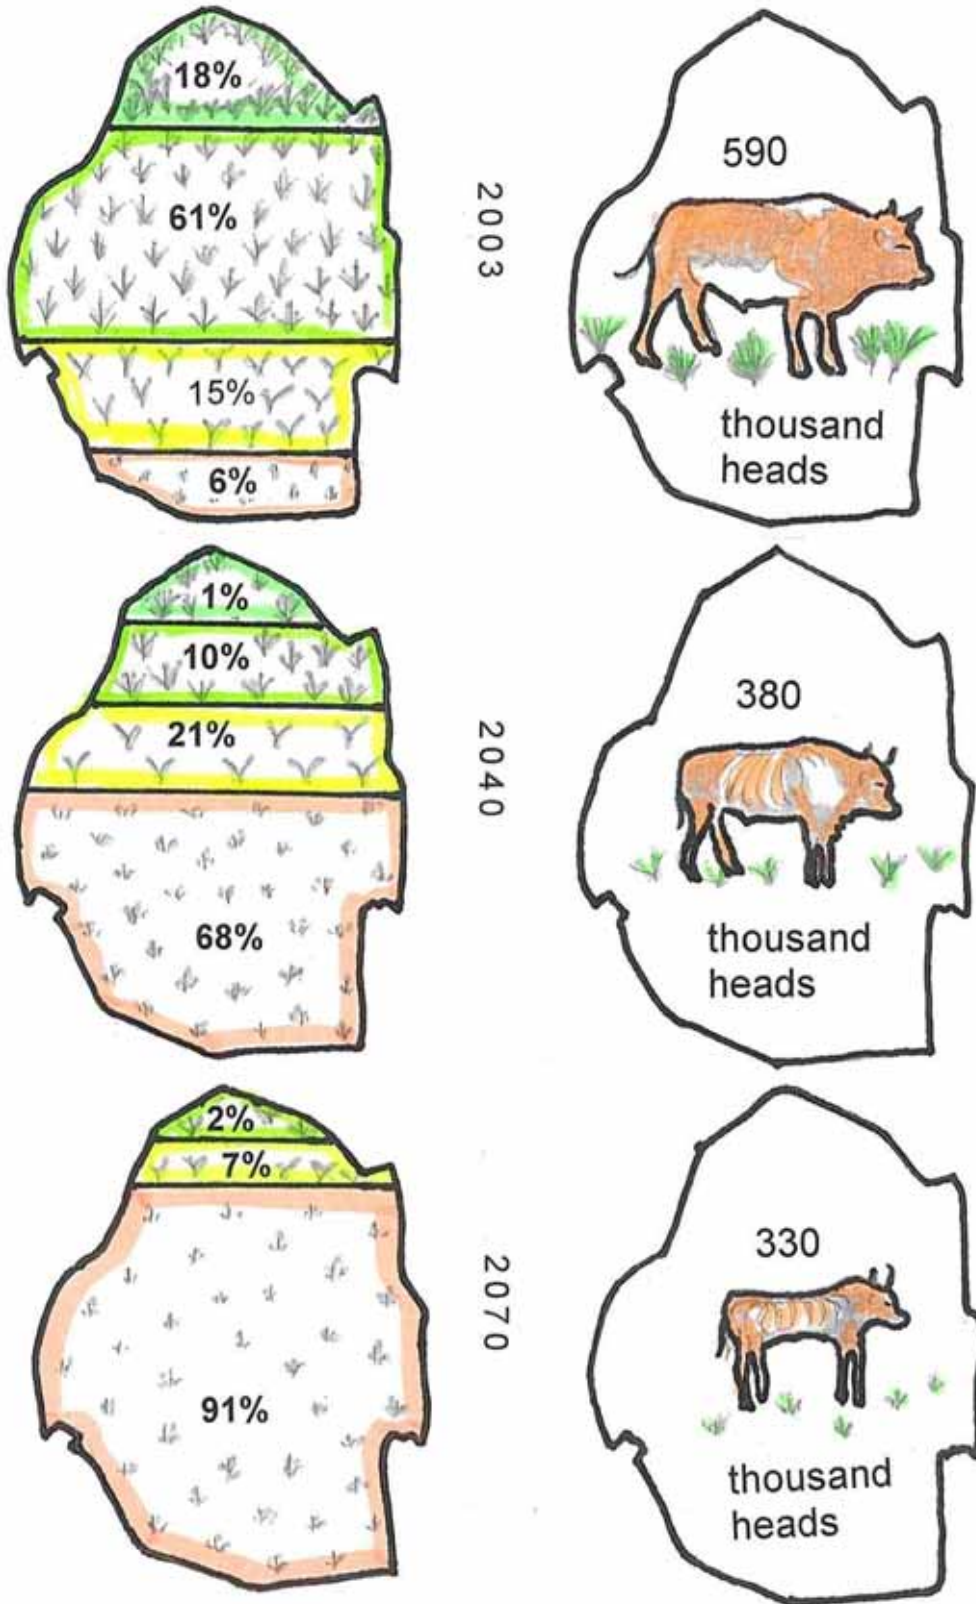 18%
61%
15%
6%
2003
590
thousand
heads
1%
10%
21%
68%
2040
380
thousand
heads
2%
7%
91%
2070
330
thousand
heads